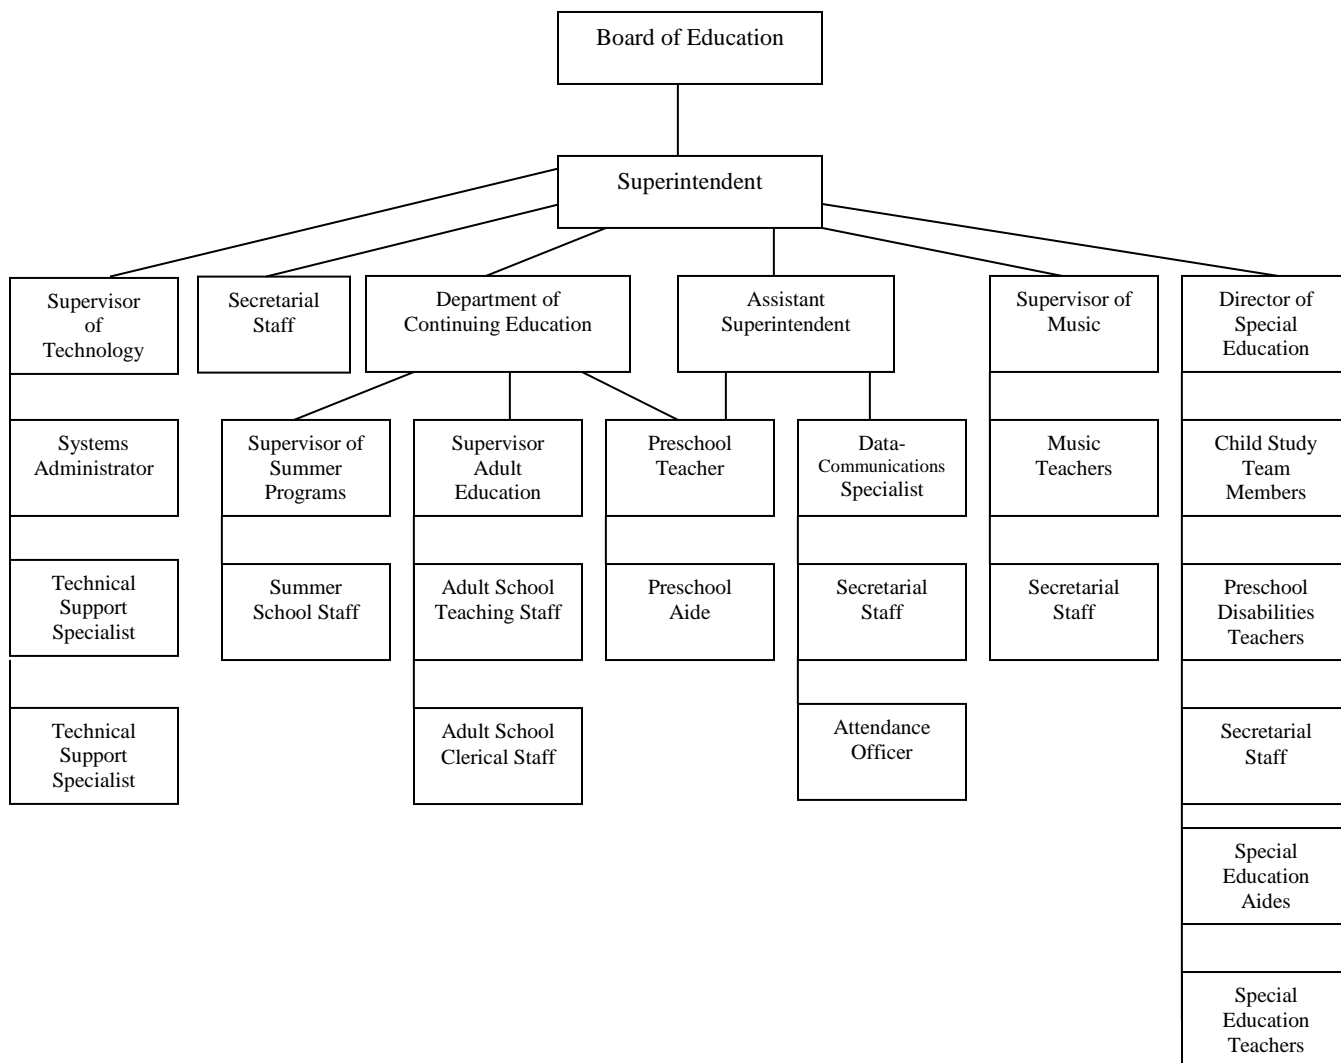 Board of Education
Superintendent
Supervisor
of
Technology
Secretarial
Staff
Department of
Continuing Education
Assistant
Superintendent
Supervisor of
Music
Director of
Special
Education
Systems
Administrator
Supervisor of
Summer
Programs
Supervisor
Adult
Education
Preschool
Teacher
Data-
Communications
Specialist
Music
Teachers
Child Study
Team
Members
Technical
Support
Specialist
Summer
School Staff
Adult School
Teaching Staff
Preschool
Aide
Secretarial
Staff
Secretarial
Staff
Preschool
Disabilities
Teachers
Technical
Support
Specialist
Adult School
Clerical Staff
Attendance
Officer
Secretarial
Staff
Special
Education
Aides
Special
Education
Teachers